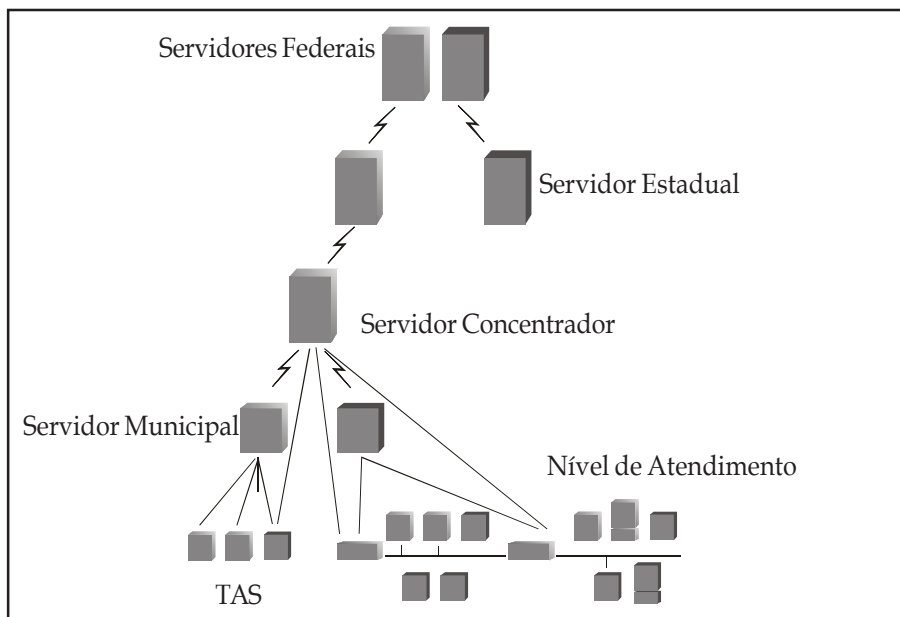 Servidores Federais
Servidor Estadual
Servidor Concentrador
Servidor Municipal
Nível de Atendimento
TAS